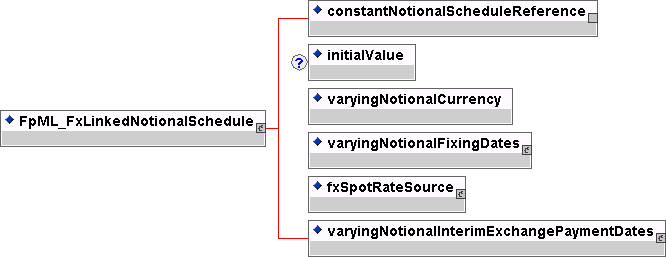 constantNotionalScheduleReference
?
initialValue
varyingNotionalCurrency
FpML_FxLinkedNotionalSchedule
varyingNotionalFixingDates
fxSpotRateSource
varyingNotionalInterimExchangePaymentDates